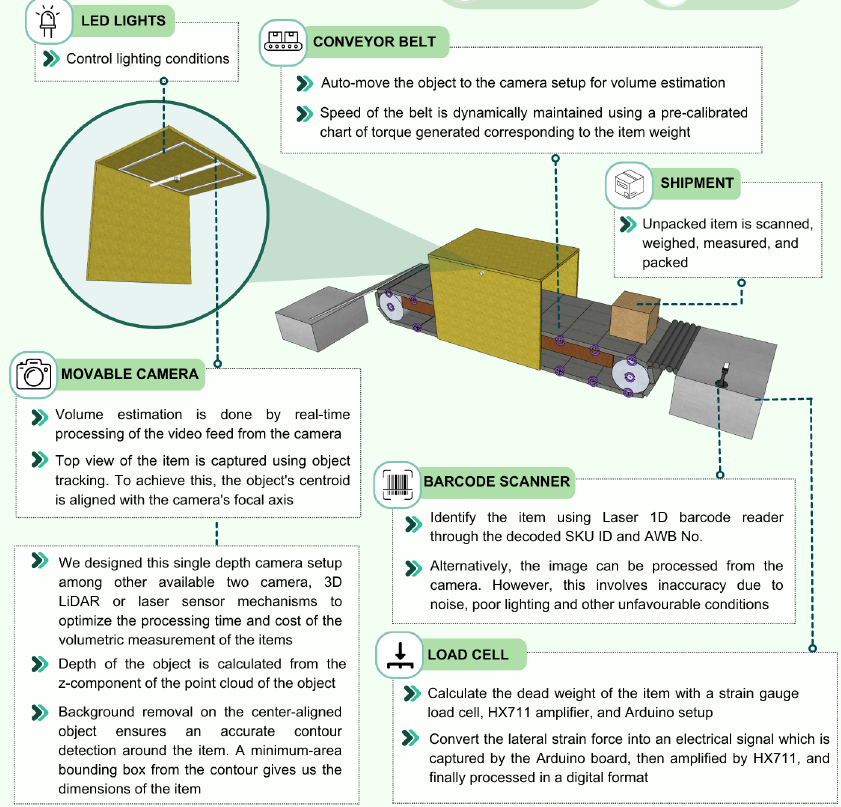 LED LIGHTS
Control lighting conditions
CONVEYOR BELT
Auto-move the object to the camera setup for volume estimation
Speed of the belt is dynamically maintained using a pre-calibrated
chart of torque generated corresponding to the item weight
SHIPMENT
Unpacked item is scanned,
weighed, measured, and
packed
MOVABLE CAMERA
Volume estimation is done by real-time
processing of the video feed from the camera
Top view of the item is captured using object
tracking. To achieve this, the object's centroid
is aligned with the camera's focal axis
We designed this single depth camera setup
among other available two camera, 3D
LiDAR or laser sensor mechanisms to
optimize the processing time and cost of the
volumetric measurement of the items
Depth of the object is calculated from the
z-component of the point cloud of the object
Background removal on the center-aligned
object ensures an accurate contour
detection around the item. A minimum-area
bounding box from the contour gives us the
dimensions of the item
BARCODE SCANNER
Identify the item using Laser 1D barcode reader
through the decoded SKU ID and AWB No.
Alternatively, the image can be processed from the
camera. However, this involves inaccuracy due to
noise, poor lighting and other unfavourable conditions
LOAD CELL
Calculate the dead weight of the item with a strain gauge
load cell, HX711 amplifier, and Arduino setup
Convert the lateral strain force into an electrical signal which is
captured by the Arduino board, then amplified by HX711, and
finally processed in a digital format